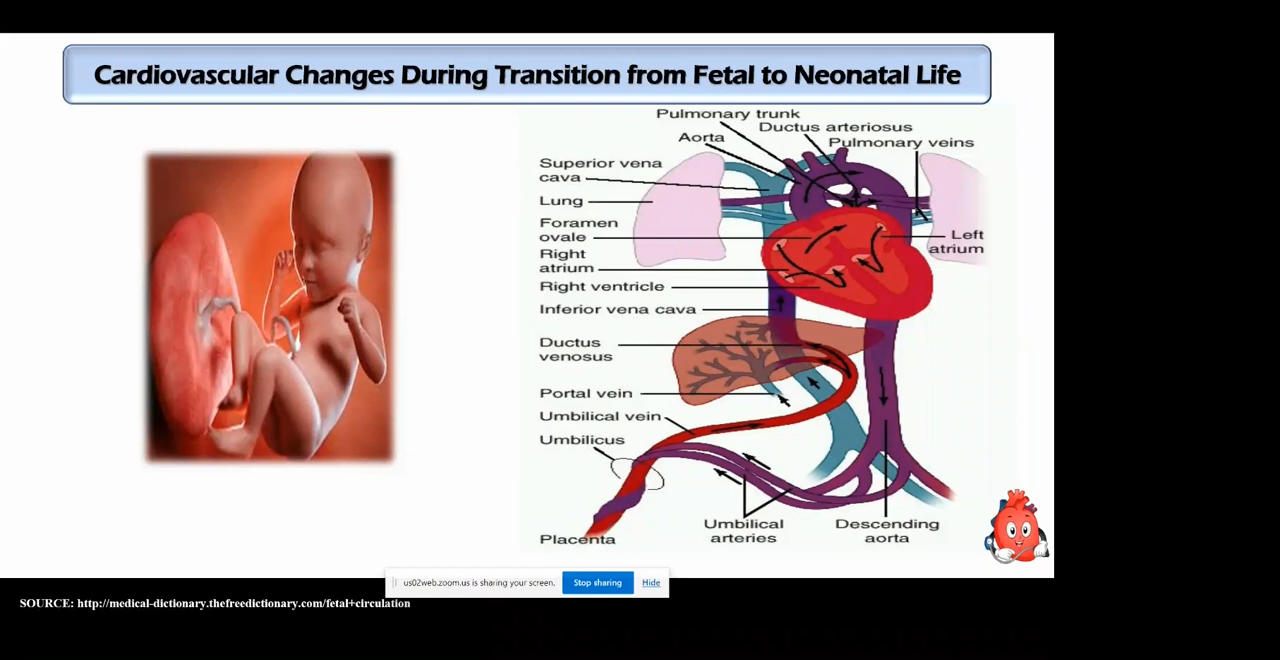 Cardiovascular Changes During Transition from Fetal to Neonatal Life
Pulmonary trunk
Ductus arteriosus
Aorta
Pulmonary veins
Superior vena
cava
Lung
Foramen
ovale
Left
atrium
Right
atrium
Right ventricle
Inferior vena cava
Ductus
venosus
Portal vein
Umbilical vein
Umbilicus
Umbilical
arteries
Descending
aorta
Placenta
us02web.zoom.us is sharing your screen.
Stop sharing
Hide
SOURCE: http://medical-dictionary.thefreedictionary.com/fetal+circulation